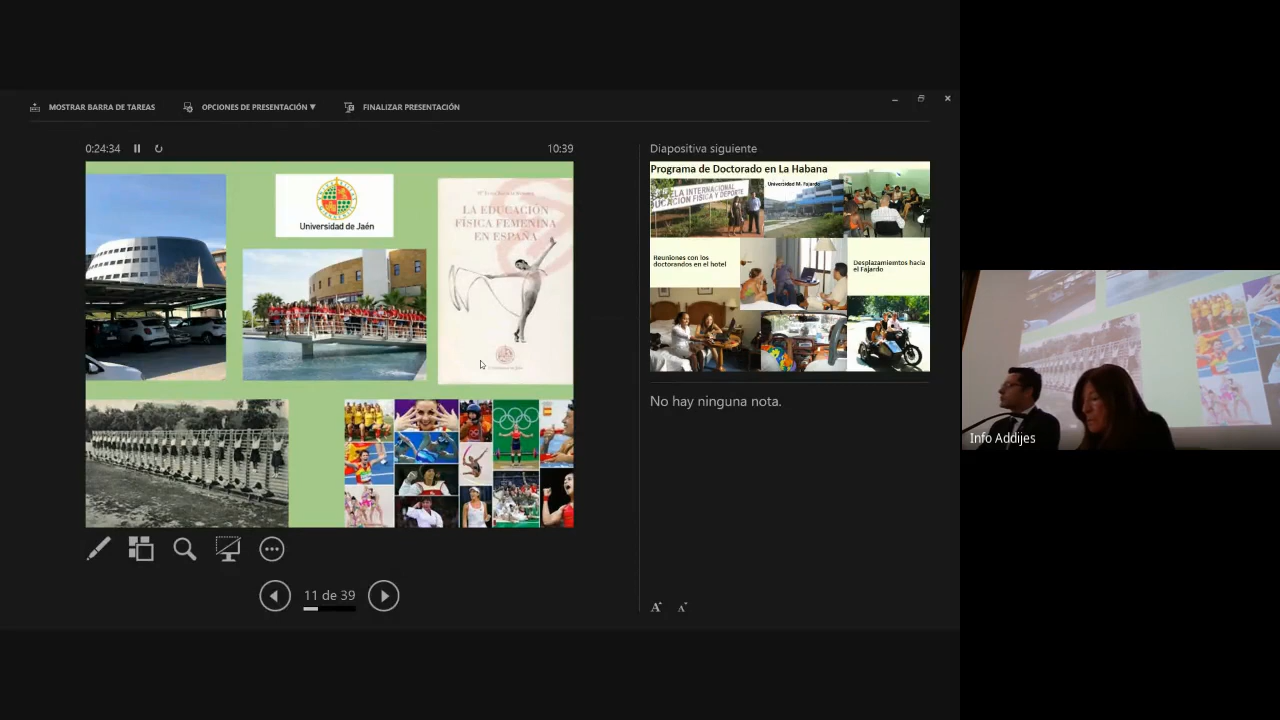 MOSTRAR BARRA DE TAREAS
OPCIONES DE PRESENTACIÓN ▼
FINALIZAR PRESENTACIÓN
0:24:34
10:39
Universidad de Jaén
LA EDUCACIÓN
FÍSICA FEMENINA
EN ESPAÑA
11 de 39
Diapositiva siguiente
Programa de Doctorado en La Habana
INTERNACIONAL
Universidad M. Fajardo
Reuniones con los
doctorandos en el hotel
Desplazamientos hacia
el Fajardo
No hay ninguna nota.
Info Addijes